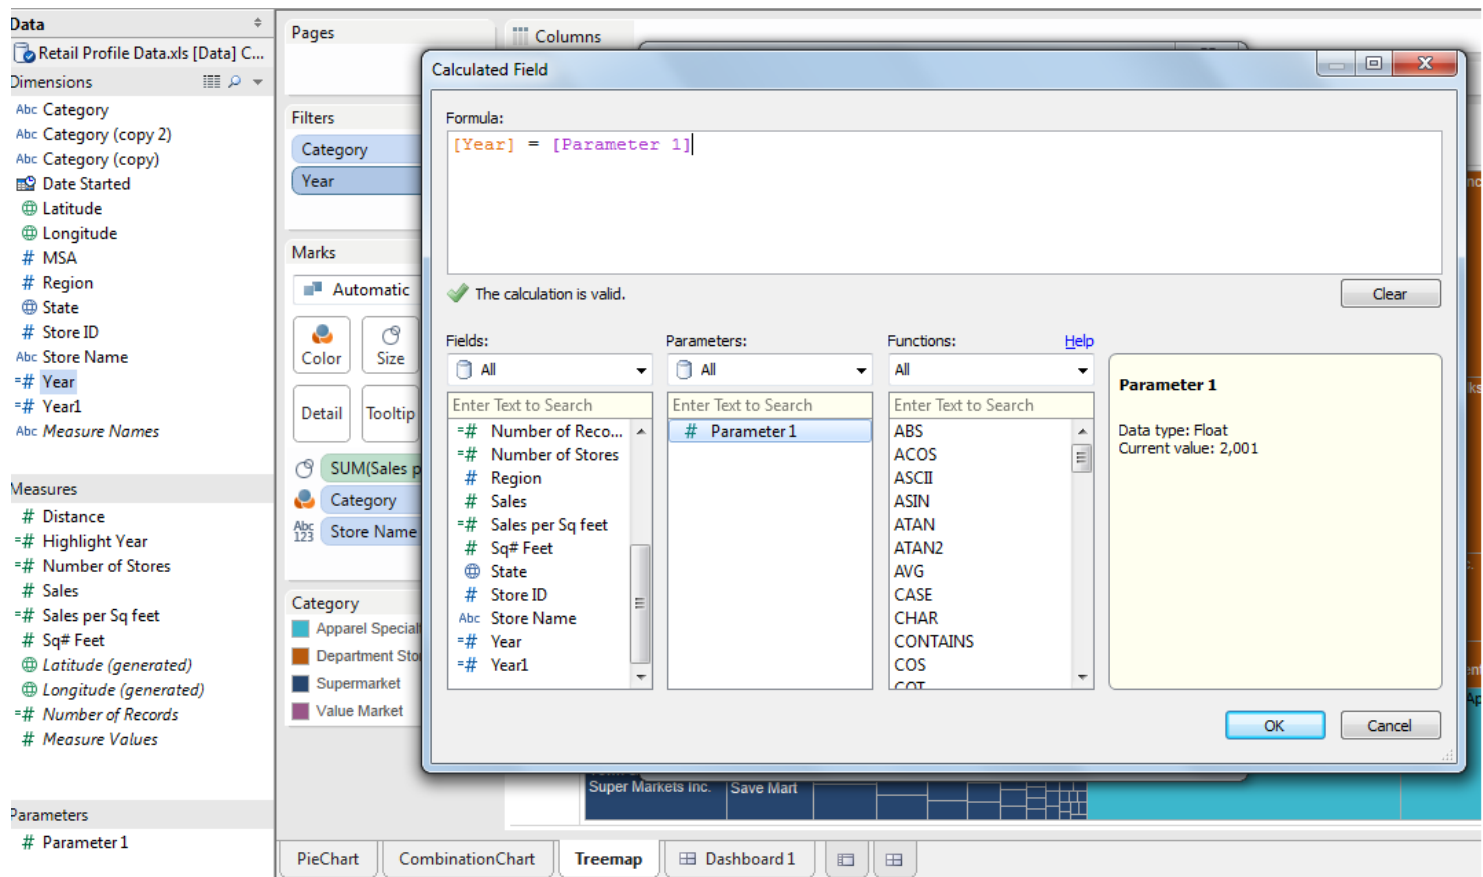 Data
Retail Profile Data.xls [Data] C...
Dimensions
Abc Category
Abc Category (copy 2)
Abc Category (copy)
Date Started
Latitude
Longitude
# MSA
# Region
State
# Store ID
Abc Store Name
=# Year
=# Year1
Abc Measure Names
Measures
# Distance
=# Highlight Year
=# Number of Stores
# Sales
=# Sales per Sq feet
# Sq# Feet
Latitude (generated)
Longitude (generated)
=# Number of Records
# Measure Values
Parameters
# Parameter 1
Pages
Filters
Category
Year
Marks
Automatic
Color
Size
Detail
Tooltip
SUM(Sales p
Category
Abc 123 Store Name
Category
Apparel Special
Department Sto
Supermarket
Value Market
Columns
Calculated Field
Formula:
[Year] = [Parameter 1]
The calculation is valid.
Clear
Fields:
All
Enter Text to Search
=# Number of Reco...
=# Number of Stores
# Region
# Sales
=# Sales per Sq feet
# Sq# Feet
State
# Store ID
Abc Store Name
=# Year
=# Year1
Parameters:
All
Enter Text to Search
# Parameter 1
Functions:
Help
All
Enter Text to Search
ABS
ACOS
ASCII
ASIN
ATAN
ATAN2
AVG
CASE
CHAR
CONTAINS
COS
COT
Parameter 1
Data type: Float
Current value: 2,001
OK
Cancel
Super Markets Inc.
Save Mart
PieChart
CombinationChart
Treemap
Dashboard 1